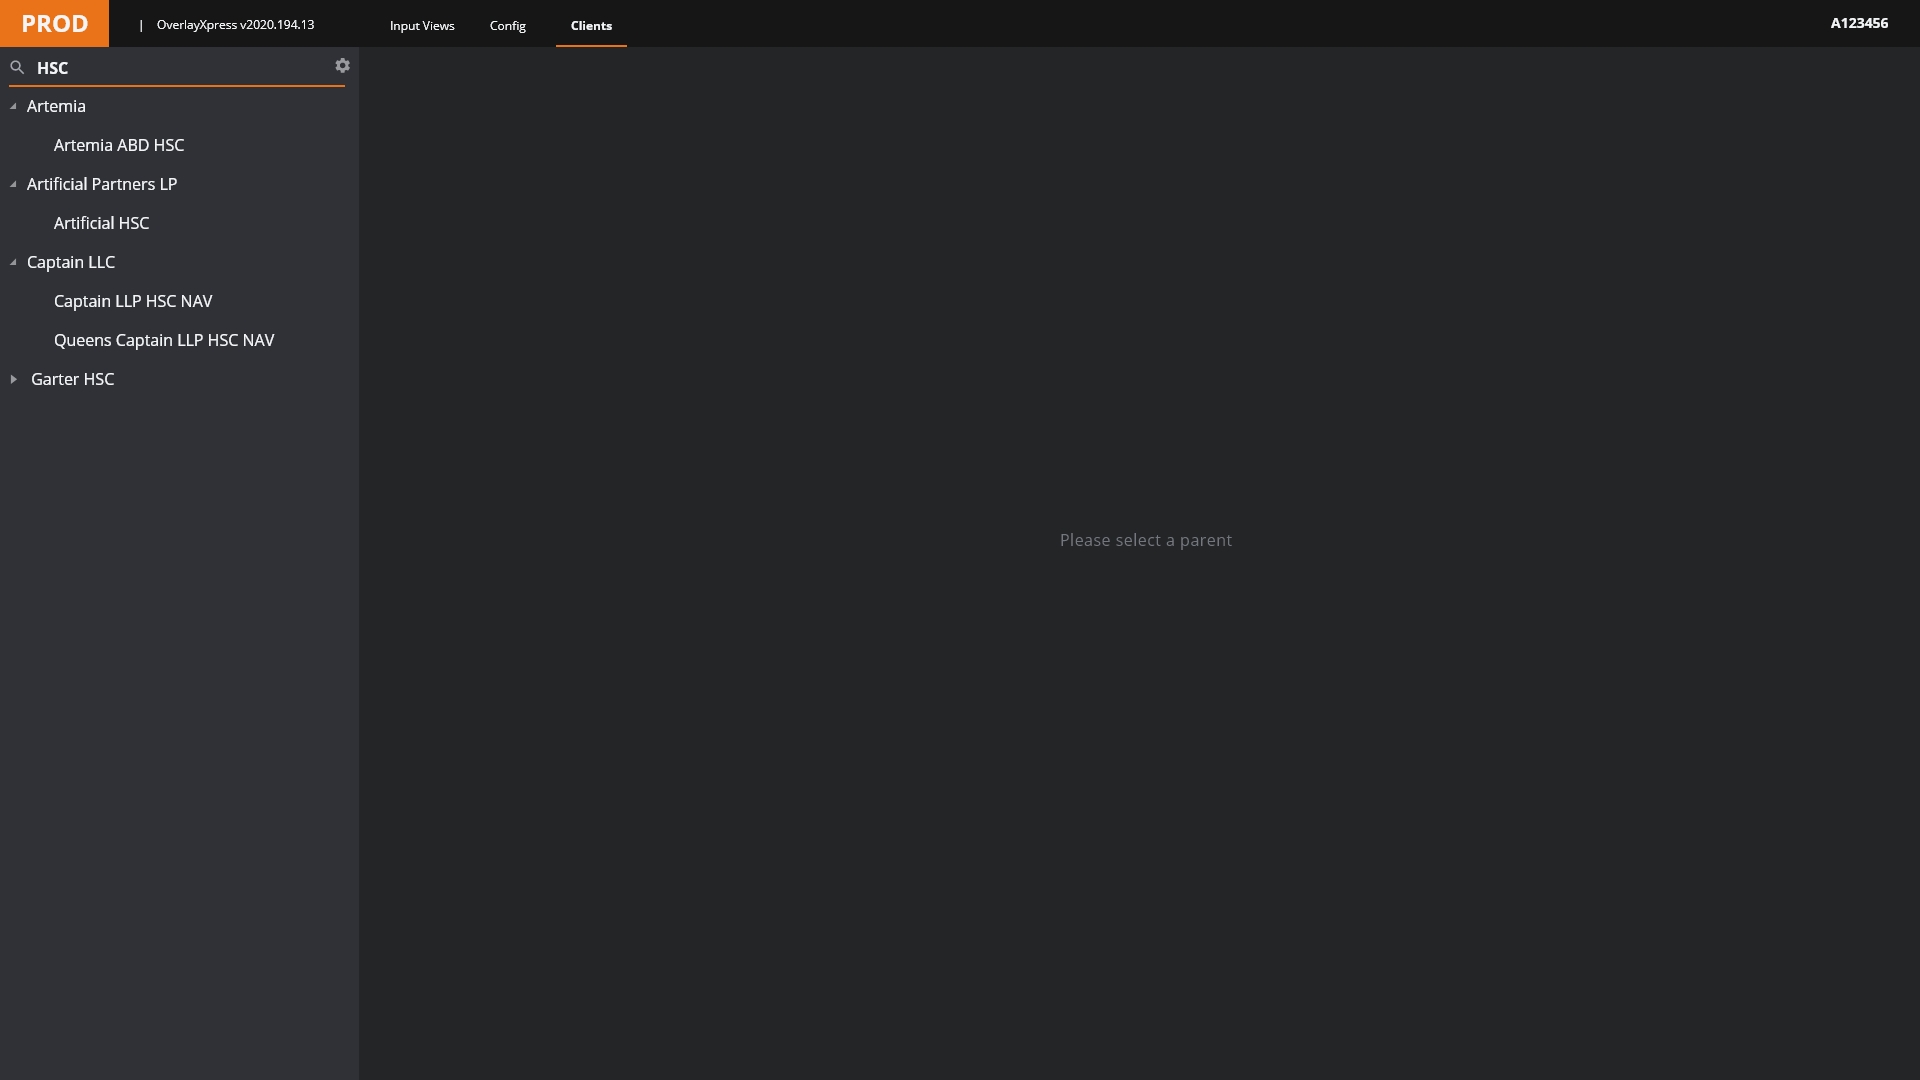 PROD | OverlayXpress v2020.194.13 Input Views Config Clients A123456
HSC
Artemia
Artemia ABD HSC
Artificial Partners LP
Artificial HSC
Captain LLC
Captain LLP HSC NAV
Queens Captain LLP HSC NAV
Garter HSC
Please select a parent